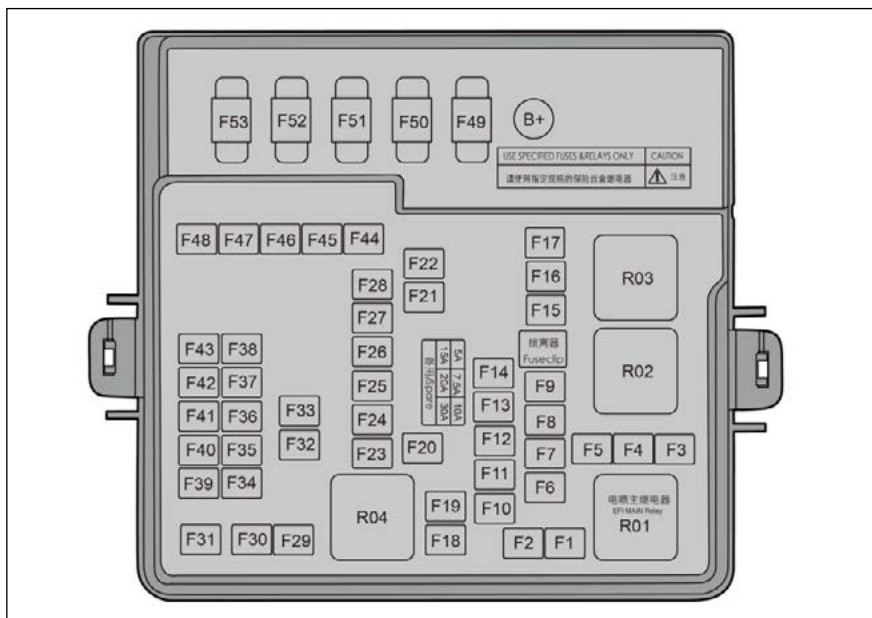 F53 F52 F51 F50 F49 B+
USE SPECIFIED FUSES &RELAYS ONLY CAUTION
请使用指定规格的保险丝盒继电器 注意
F48 F47 F46 F45 F44
F22
F21
F17
F16
F15
R03
F28
F27
F26
F25
F24
F23
5A 7.5A 10A
15A 20A 30A
备用/Spare
拔离器
Fuseclip
R02
F43 F38
F42 F37
F41 F36
F40 F35
F39 F34
F33
F32
F14
F13
F12
F11
F10
F9
F8
F7
F6
F5 F4 F3
F20
R04
F19
F18
电喷主继电器
EFI MAIN Relay
R01
F31 F30 F29
F2 F1